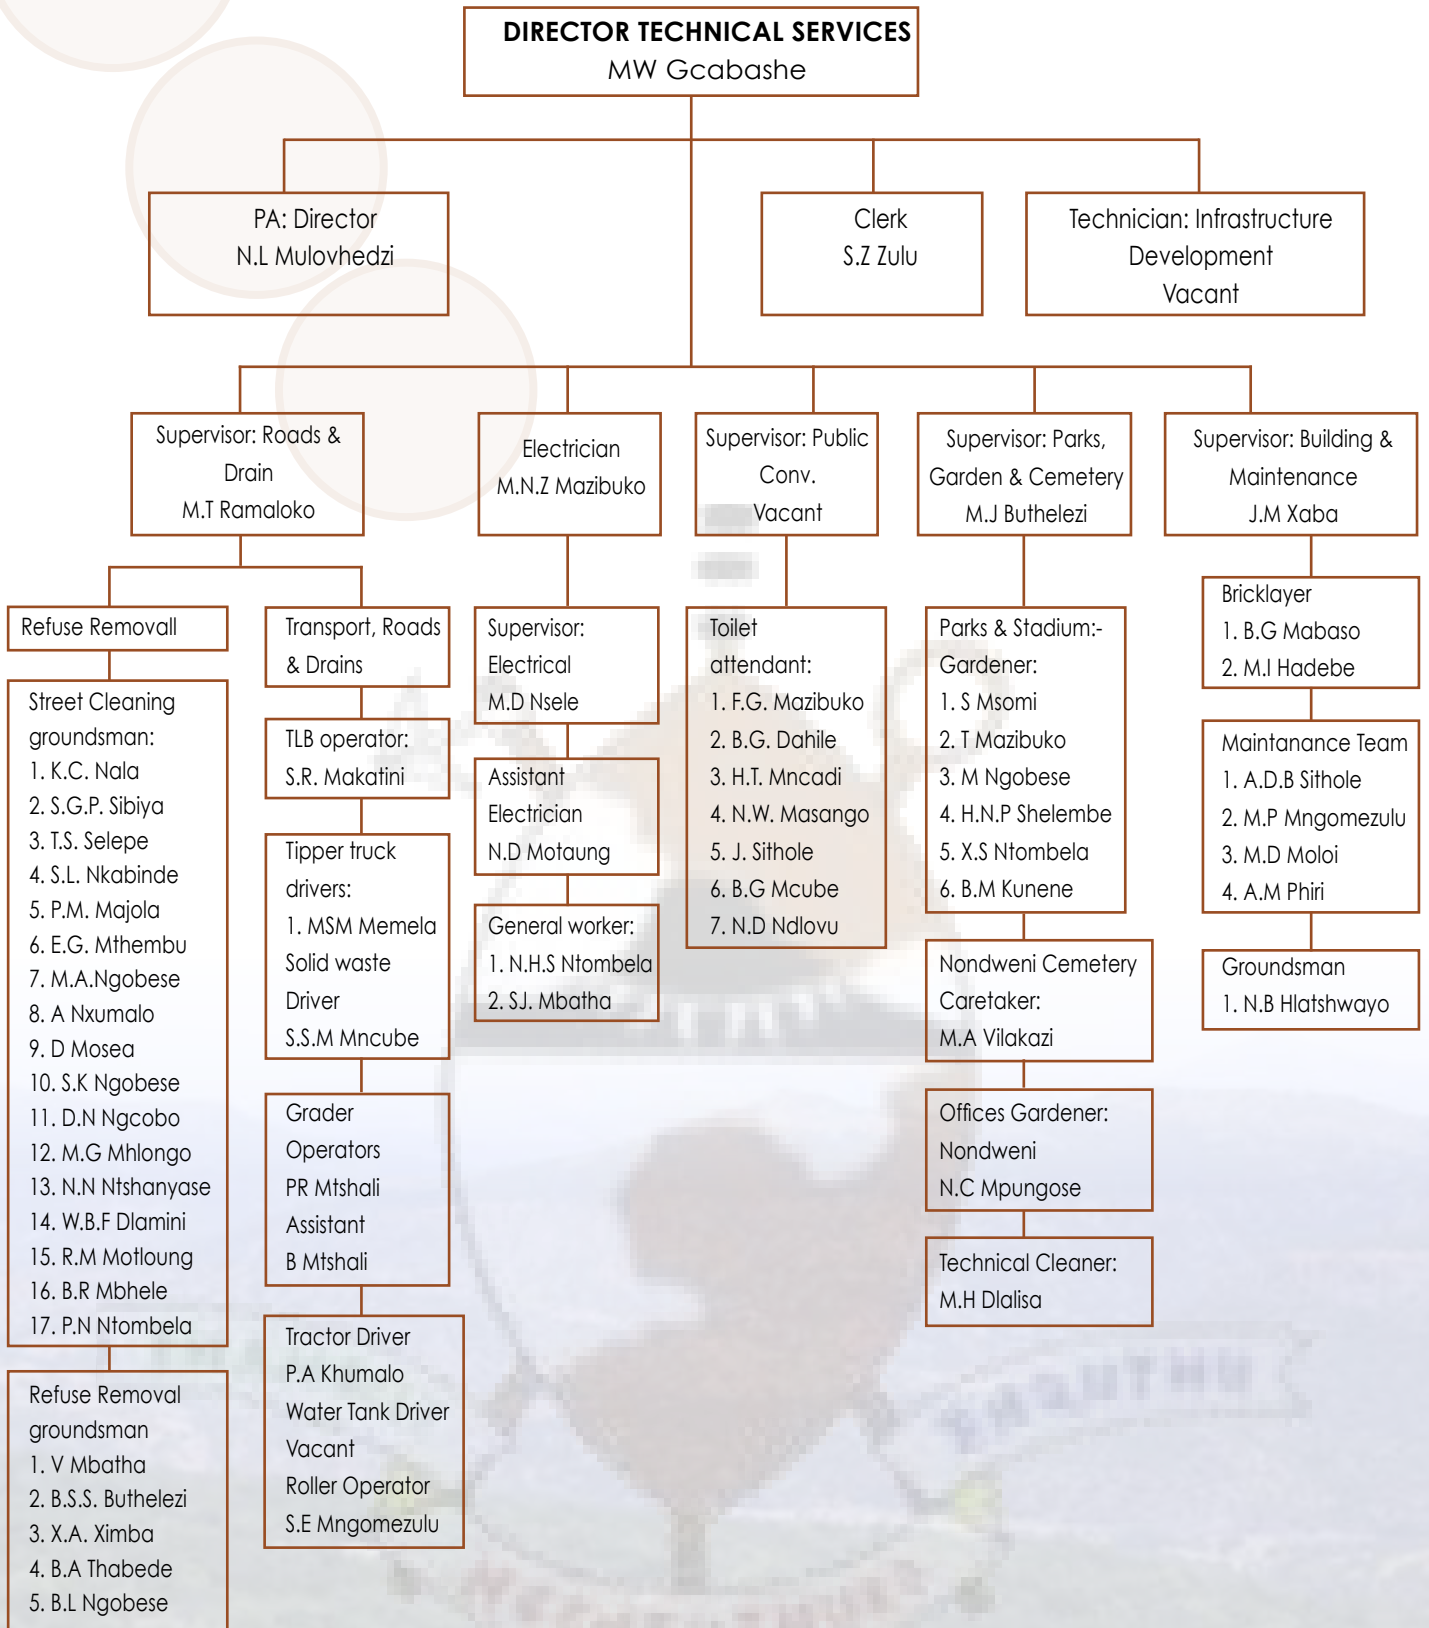 DIRECTOR TECHNICAL SERVICES
MW Gcabashe
PA: Director
N.L Mulovhedzi
Clerk
S.Z Zulu
Technician: Infrastructure
Development
Vacant
Supervisor: Roads &
Drain
M.T Ramaloko
Electrician
M.N.Z Mazibuko
Supervisor: Public
Conv.
Vacant
Supervisor: Parks,
Garden & Cemetery
M.J Buthelezi
Supervisor: Building &
Maintenance
J.M Xaba
Refuse Removall
Street Cleaning
groundsman:
1. K.C. Nala
2. S.G.P. Sibiya
3. T.S. Selepe
4. S.L. Nkabinde
5. P.M. Majola
6. E.G. Mthembu
7. M.A.Ngobese
8. A Nxumalo
9. D Mosea
10. S.K Ngobese
11. D.N Ngcobo
12. M.G Mhlongo
13. N.N Ntshanyase
14. W.B.F Dlamini
15. R.M Motloung
16. B.R Mbhele
17. P.N Ntombela
Refuse Removal
groundsman
1. V Mbatha
2. B.S.S. Buthelezi
3. X.A. Ximba
4. B.A Thabede
5. B.L Ngobese
Transport, Roads
& Drains
TLB operator:
S.R. Makatini
Tipper truck
drivers:
1. MSM Memela
Solid waste
Driver
S.S.M Mncube
Grader
Operators
PR Mtshali
Assistant
B Mtshali
Tractor Driver
P.A Khumalo
Water Tank Driver
Vacant
Roller Operator
S.E Mngomezulu
Supervisor:
Electrical
M.D Nsele
Assistant
Electrician
N.D Motaung
General worker:
1. N.H.S Ntombela
2. SJ. Mbatha
Toilet
attendant:
1. F.G. Mazibuko
2. B.G. Dahile
3. H.T. Mncadi
4. N.W. Masango
5. J. Sithole
6. B.G Mcube
7. N.D Ndlovu
Parks & Stadium:-
Gardener:
1. S Msomi
2. T Mazibuko
3. M Ngobese
4. H.N.P Shelembe
5. X.S Ntombela
6. B.M Kunene
Nondweni Cemetery
Caretaker:
M.A Vilakazi
Offices Gardener:
Nondweni
N.C Mpungose
Technical Cleaner:
M.H Dlalisa
Bricklayer
1. B.G Mabaso
2. M.I Hadebe
Maintanance Team
1. A.D.B Sithole
2. M.P Mngomezulu
3. M.D Moloi
4. A.M Phiri
Groundsman
1. N.B Hlatshwayo